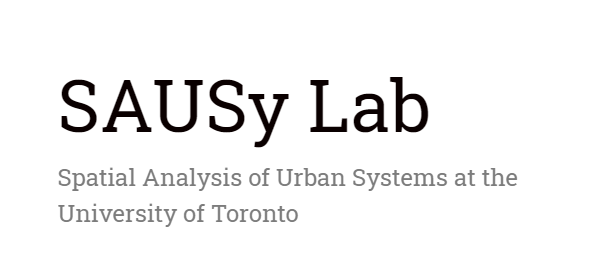 SAUSy Lab
Spatial Analysis of Urban Systems at the
University of Toronto